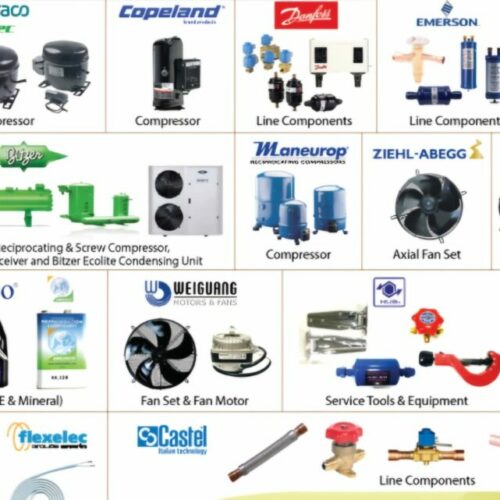 Copeland
brand products
Danfoss
EMERSON
Compressor
Line Components
Line Component
Bitzer
Maneurop
RECIPROCATING COMPRESSORS
ZIEHL-ABEGG
eciprocating & Screw Compressor,
ceiver and Bitzer Ecolite Condensing Unit
Compressor
Axial Fan Set
WEIGUANG
MOTORS & FANS
E & Mineral)
Fan Set & Fan Motor
Service Tools & Equipment
flexelec
Castel
Italian technology
Line Components